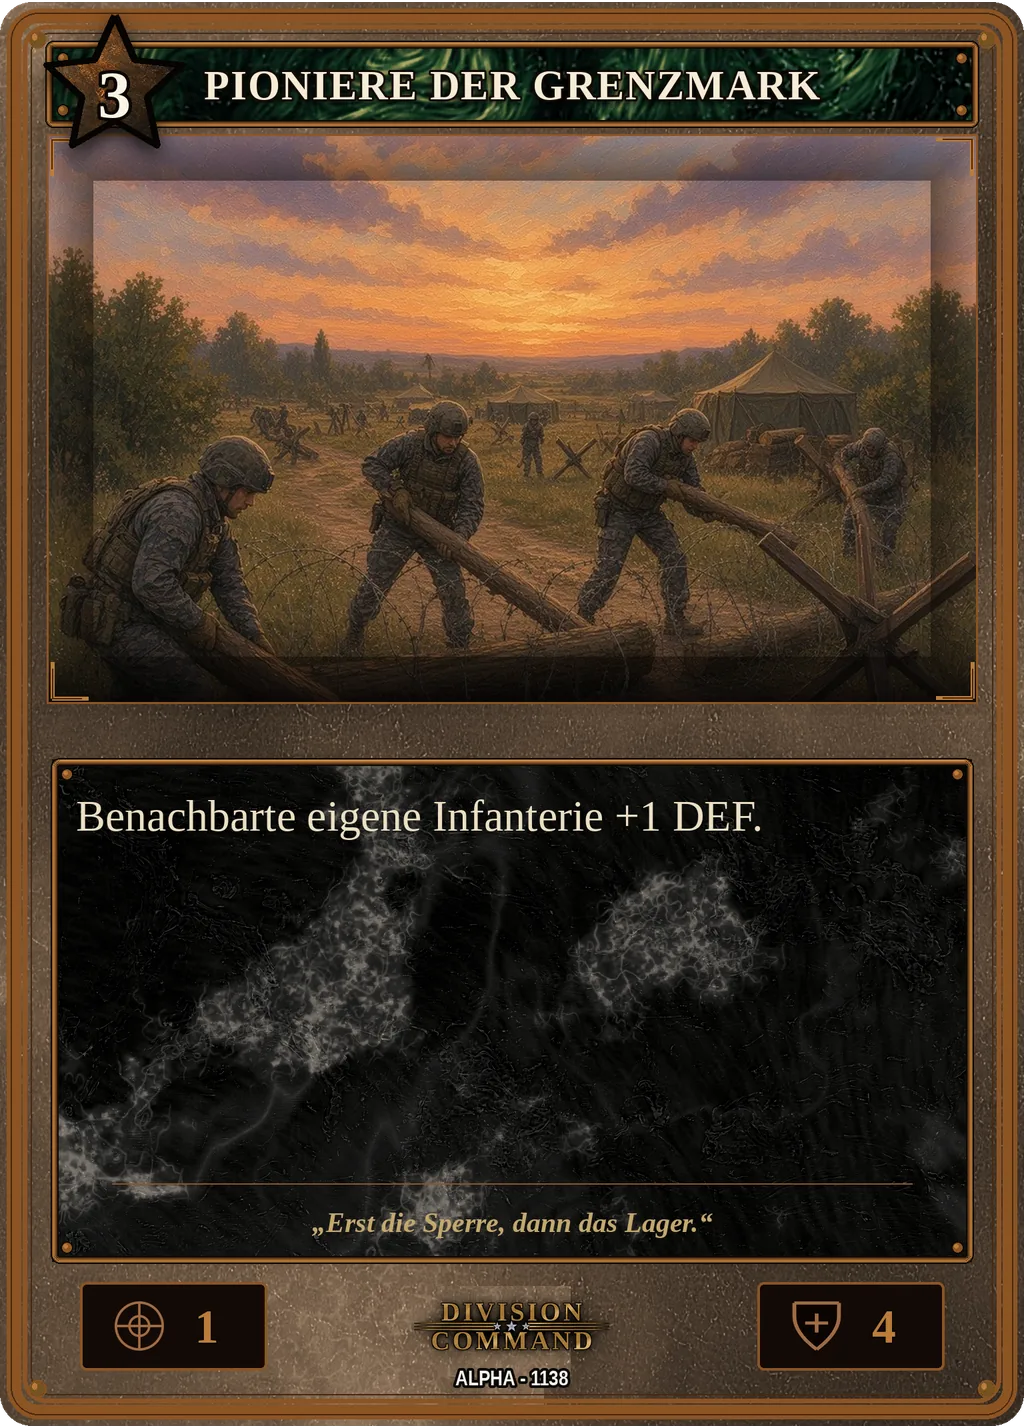 3
PIONIERE DER GRENZMARK
Benachbarte eigene Infanterie +1 DEF.
„Erst die Sperre, dann das Lager.“
1
DIVISION
COMMAND
4
ALPHA - 1138